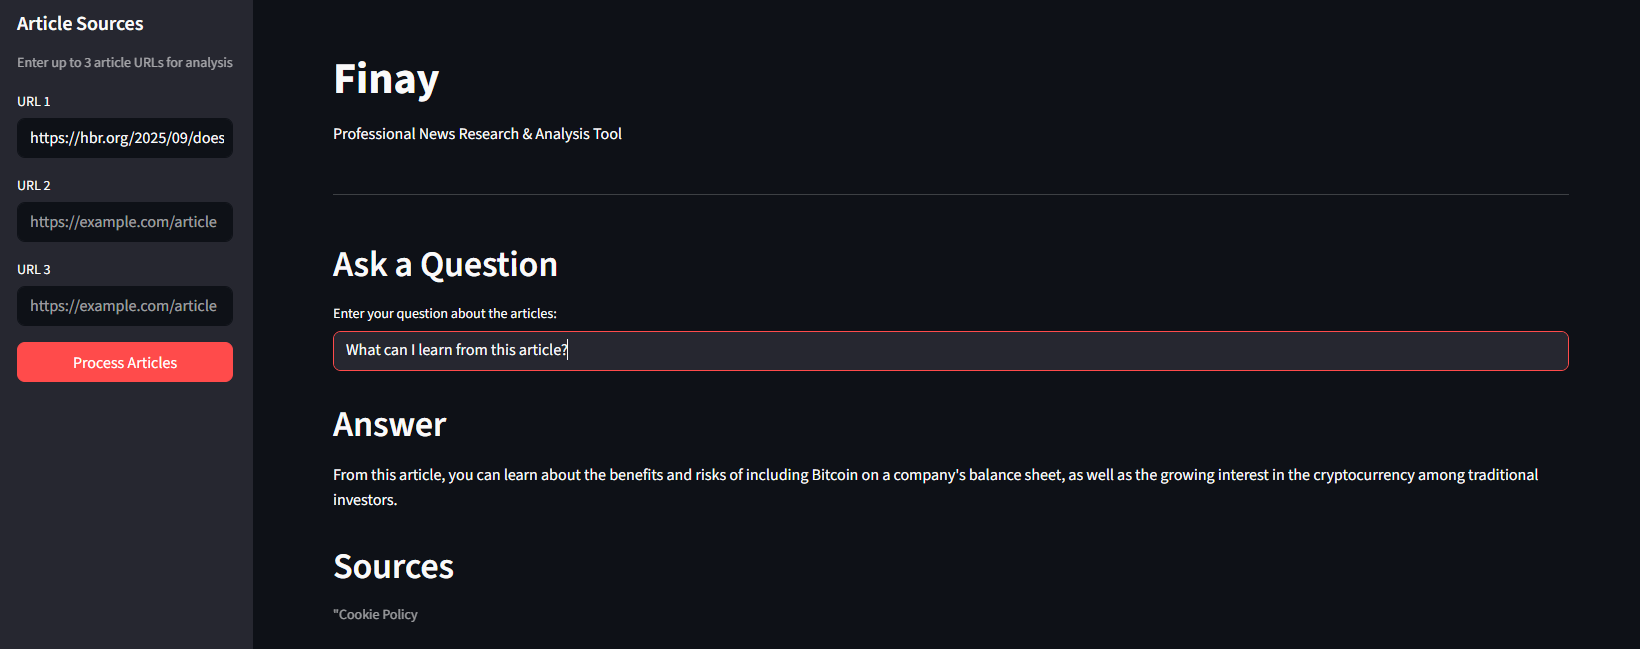 Article Sources
Enter up to 3 article URLs for analysis
URL 1
https://hbr.org/2025/09/does
URL 2
https://example.com/article
URL 3
https://example.com/article
Process Articles
Finay
Professional News Research & Analysis Tool
Ask a Question
Enter your question about the articles:
What can I learn from this article?
Answer
From this article, you can learn about the benefits and risks of including Bitcoin on a company's balance sheet, as well as the growing interest in the cryptocurrency among traditional
investors.
Sources
"Cookie Policy